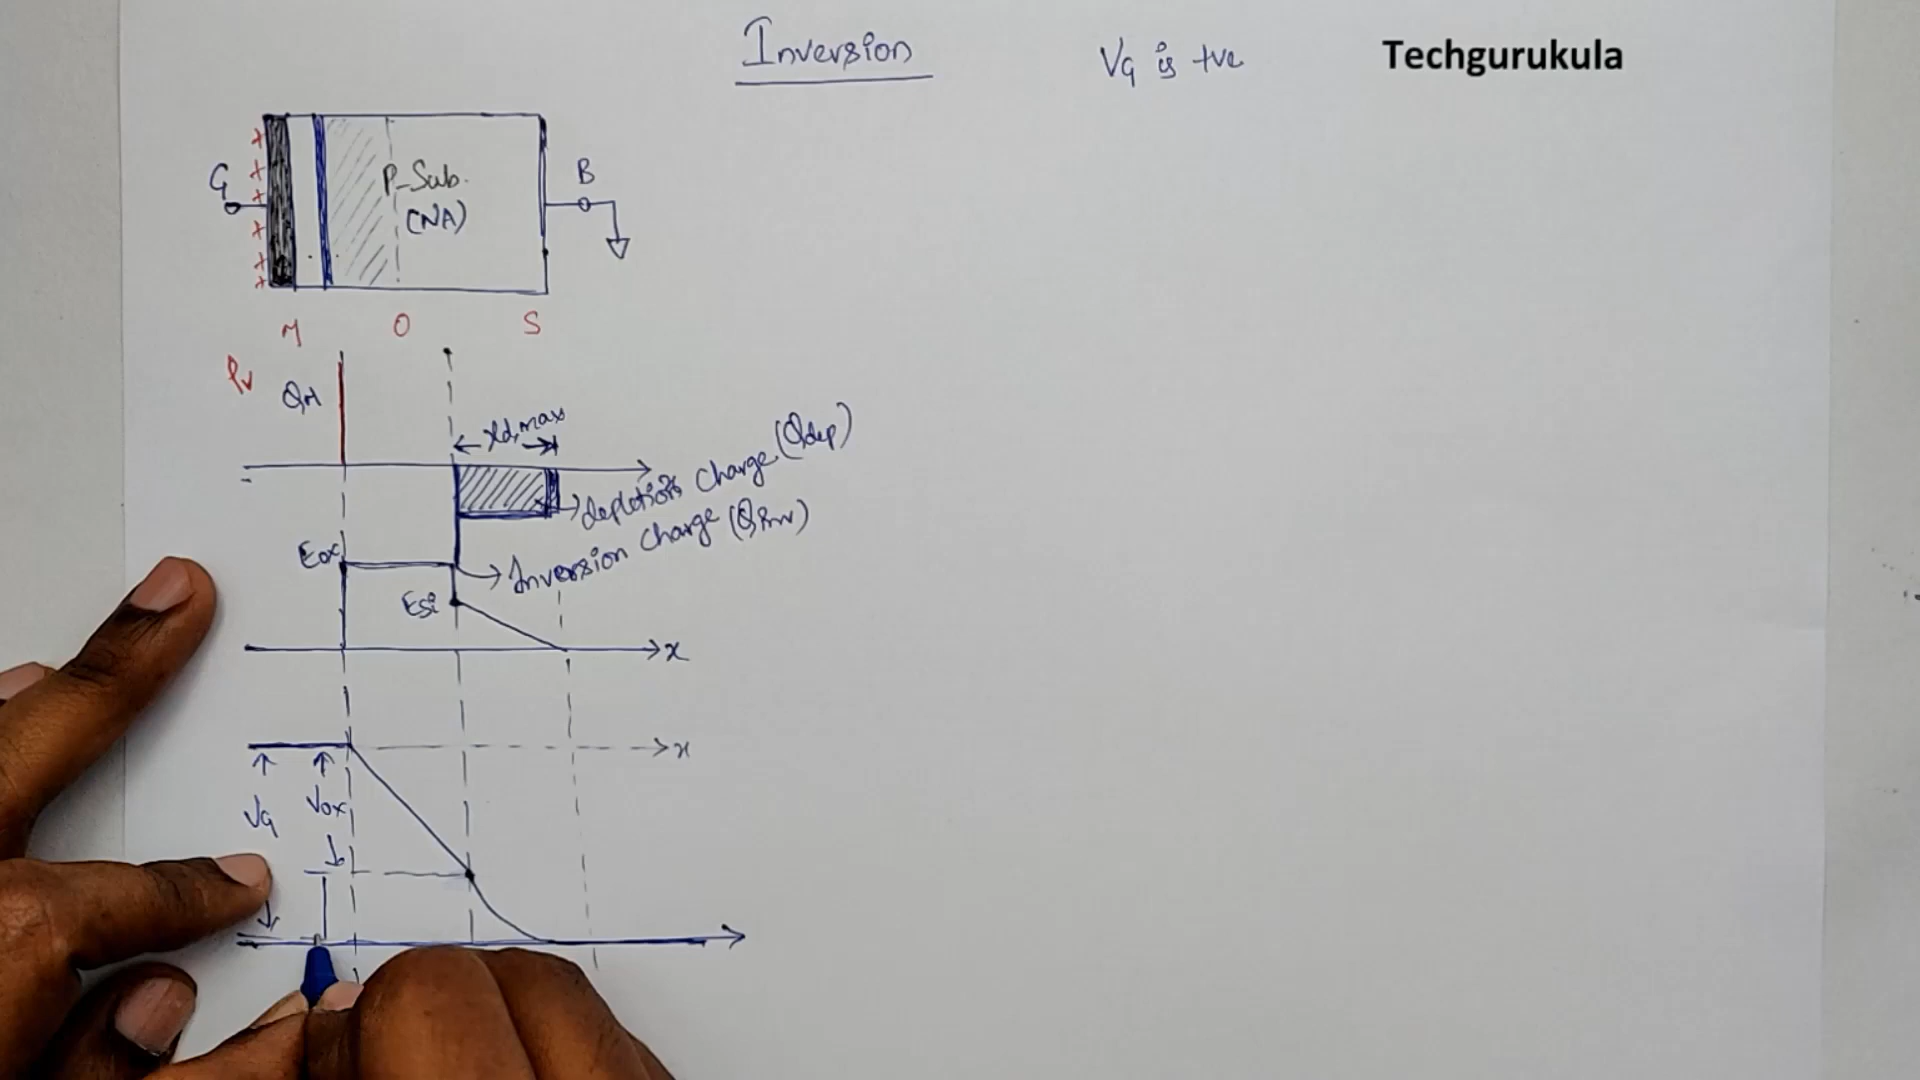 Inversion
VG is +ve
Techgurukula
G
P-Sub.
(NA)
B
M O S
ρv
QM
xd,max
depletion charge (Qdep)
Inversion charge (QInv)
Eox
Esi
x
x
VG
Vox